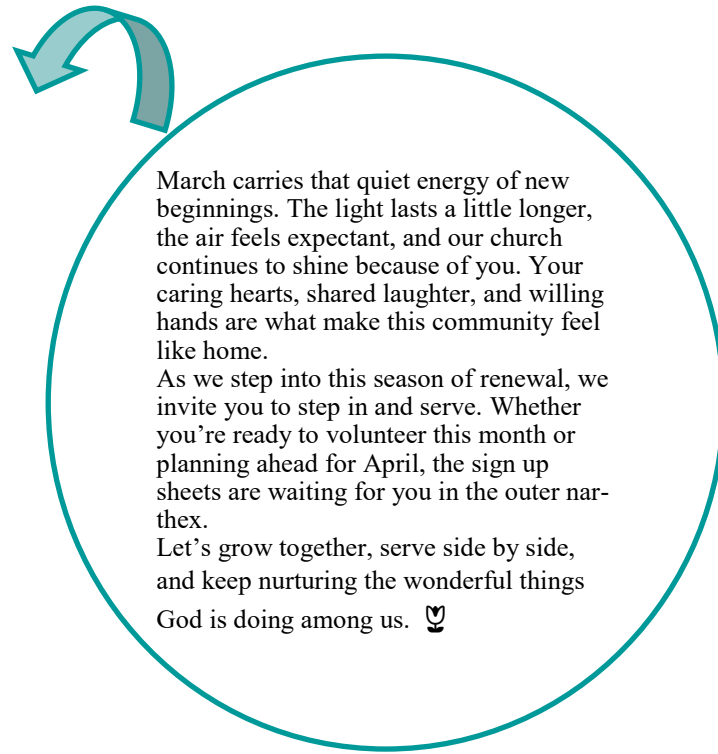 March carries that quiet energy of new
beginnings. The light lasts a little longer,
the air feels expectant, and our church
continues to shine because of you. Your
caring hearts, shared laughter, and willing
hands are what make this community feel
like home.
As we step into this season of renewal, we
invite you to step in and serve. Whether
you’re ready to volunteer this month or
planning ahead for April, the sign up
sheets are waiting for you in the outer nar-
thex.
Let’s grow together, serve side by side,
and keep nurturing the wonderful things
God is doing among us. 🌷